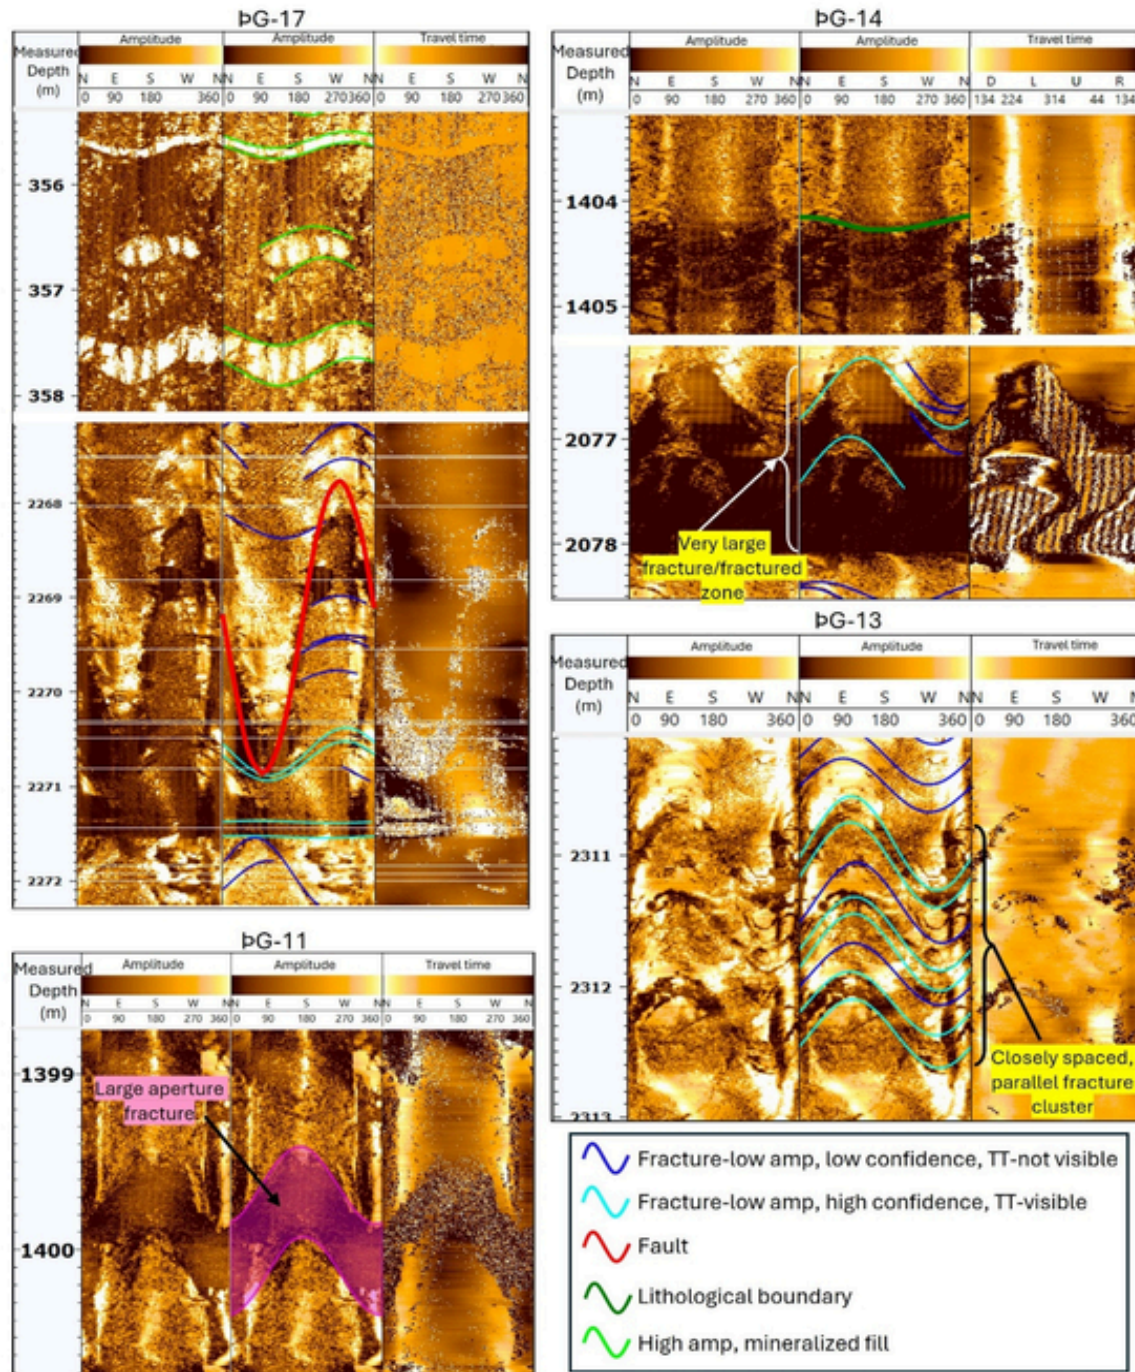 ÞG-17
Amplitude Amplitude Travel time
Measured
Depth
(m)
N E S W N E S W N
0 90 180 360 0 90 180 270 360 0 90 180 270 360
356
357
358
2268
2269
2270
2271
2272
ÞG-14
Amplitude Amplitude Travel time
Measured
Depth
(m)
N E S W N E S W N D L U R
0 90 180 270 360 0 90 180 270 360 134 224 314 44 134
1404
1405
2077
2078
Very large
fracture/fractured
zone
ÞG-13
Amplitude Amplitude Travel time
Measured
Depth
(m)
N E S W N E S W N N E S W N
0 90 180 360 0 90 180 360 0 90 180 360
2311
2312
2313
Closely spaced,
parallel fracture
cluster
ÞG-11
Amplitude Amplitude Travel time
Measured
Depth
(m)
N E S W N E S W N E S W N
0 90 180 270 360 0 90 180 270 360 0 90 180 270 360
1399
1400
Large aperture
fracture
Fracture-low amp, low confidence, TT-not visible
Fracture-low amp, high confidence, TT-visible
Fault
Lithological boundary
High amp, mineralized fill